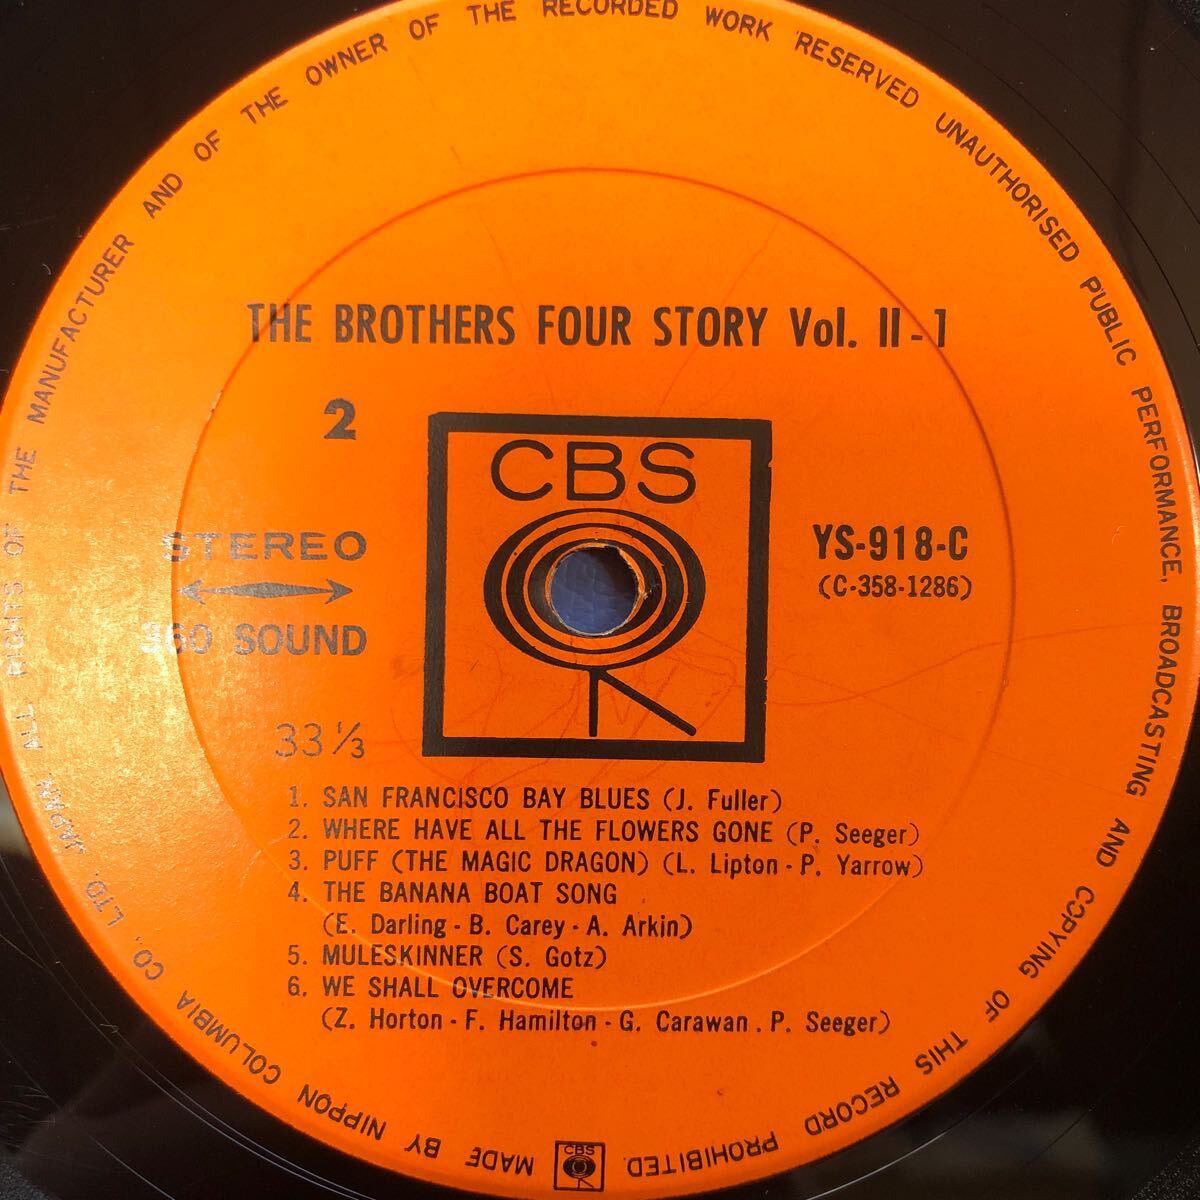 THE BROTHERS FOUR STORY Vol. II-1
2
CBS
STEREO
360 SOUND
33 ⅓
YS-918-C
(C-358-1286)
1. SAN FRANCISCO BAY BLUES (J. Fuller)
2. WHERE HAVE ALL THE FLOWERS GONE (P. Seeger)
3. PUFF (THE MAGIC DRAGON) (L. Lipton - P. Yarrow)
4. THE BANANA BOAT SONG
(E. Darling - B. Carey - A. Arkin)
5. MULESKINNER (S. Gotz)
6. WE SHALL OVERCOME
(Z. Horton - F. Hamilton - G. Carawan . P. Seeger)
MADE BY NIPPON COLUMBIA CO., LTD. JAPAN ALL RIGHTS OF THE MANUFACTURER AND OF THE OWNER OF THE RECORDED WORK RESERVED UNAUTHORISED PUBLIC PERFORMANCE, BROADCASTING AND COPYING OF THIS RECORD PROHIBITED.
CBS